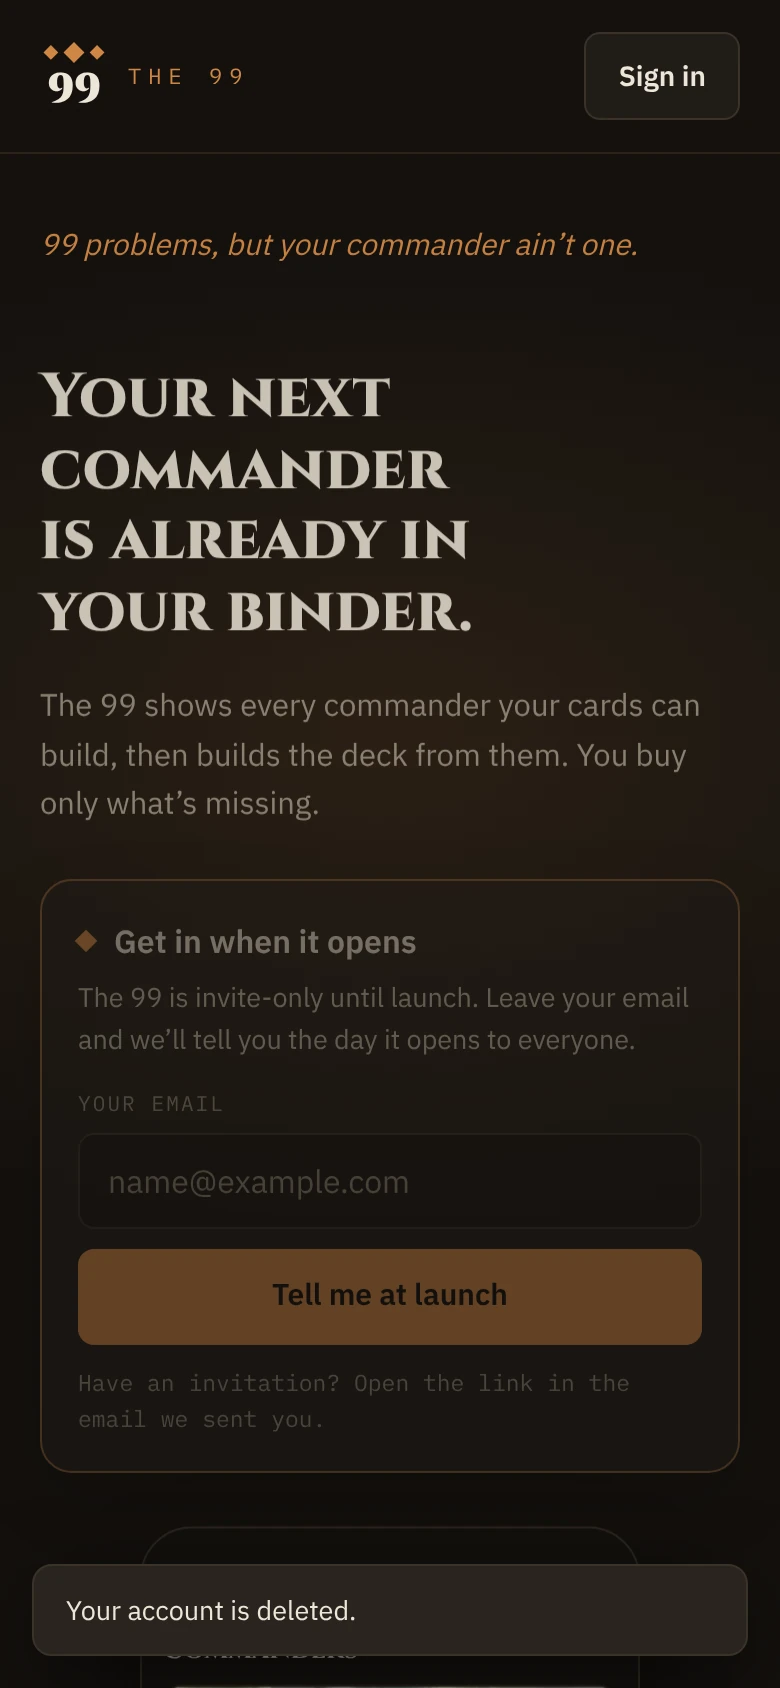 99
THE 99
Sign in
99 problems, but your commander ain’t one.
YOUR NEXT
COMMANDER
IS ALREADY IN
YOUR BINDER.
The 99 shows every commander your cards can
build, then builds the deck from them. You buy
only what’s missing.
Get in when it opens
The 99 is invite-only until launch. Leave your email
and we’ll tell you the day it opens to everyone.
YOUR EMAIL
name@example.com
Tell me at launch
Have an invitation? Open the link in the
email we sent you.
Your account is deleted.